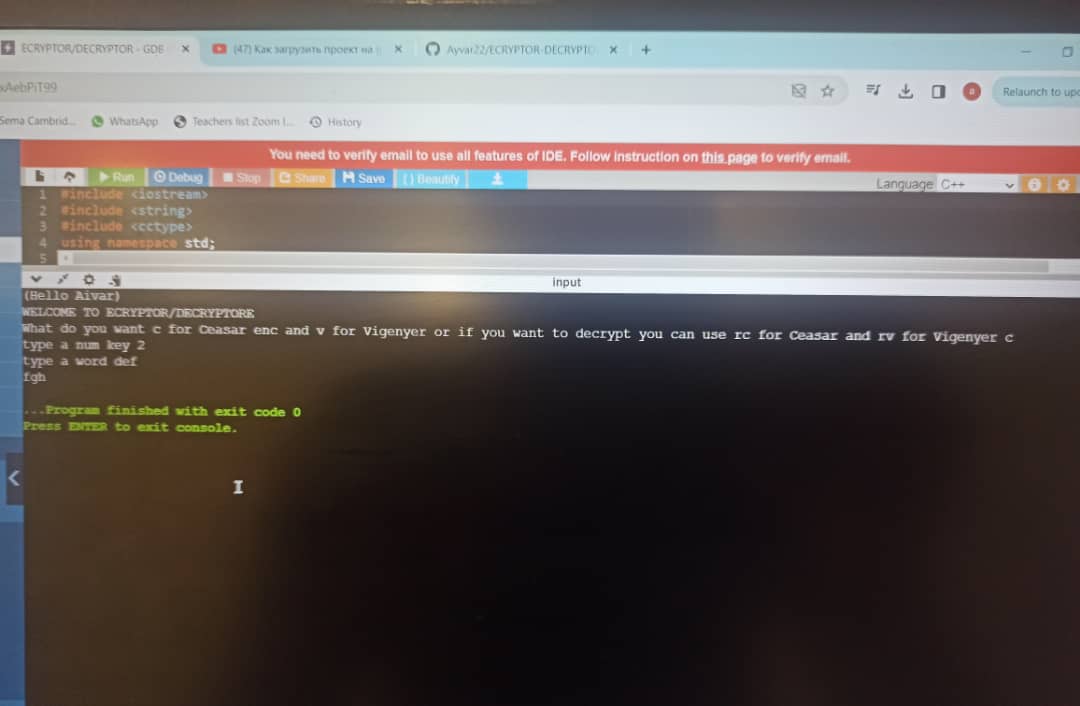 ECRYPTOR/DECRYPTOR - GDB
(47) Как загрузить проект на
Ayvar22/ECRYPTOR-DECRYPTO
AebPiT99
Relaunch to upd
Sema Cambrid...
WhatsApp
Teachers list Zoom l...
History
You need to verify email to use all features of IDE. Follow instruction on this page to verify email.
Run
Debug
Stop
Share
Save
{ } Beautify
Language C++
1 #include <iostream>
2 #include <string>
3 #include <cctype>
4 using namespace std;
5
input
(Hello Aivar)
WELCOME TO ECRYPTOR/DECRYPTORE
What do you want c for Ceasar enc and v for Vigenyer or if you want to decrypt you can use rc for Ceasar and rv for Vigenyer c
type a num key 2
type a word def
fgh
...Program finished with exit code 0
Press ENTER to exit console.